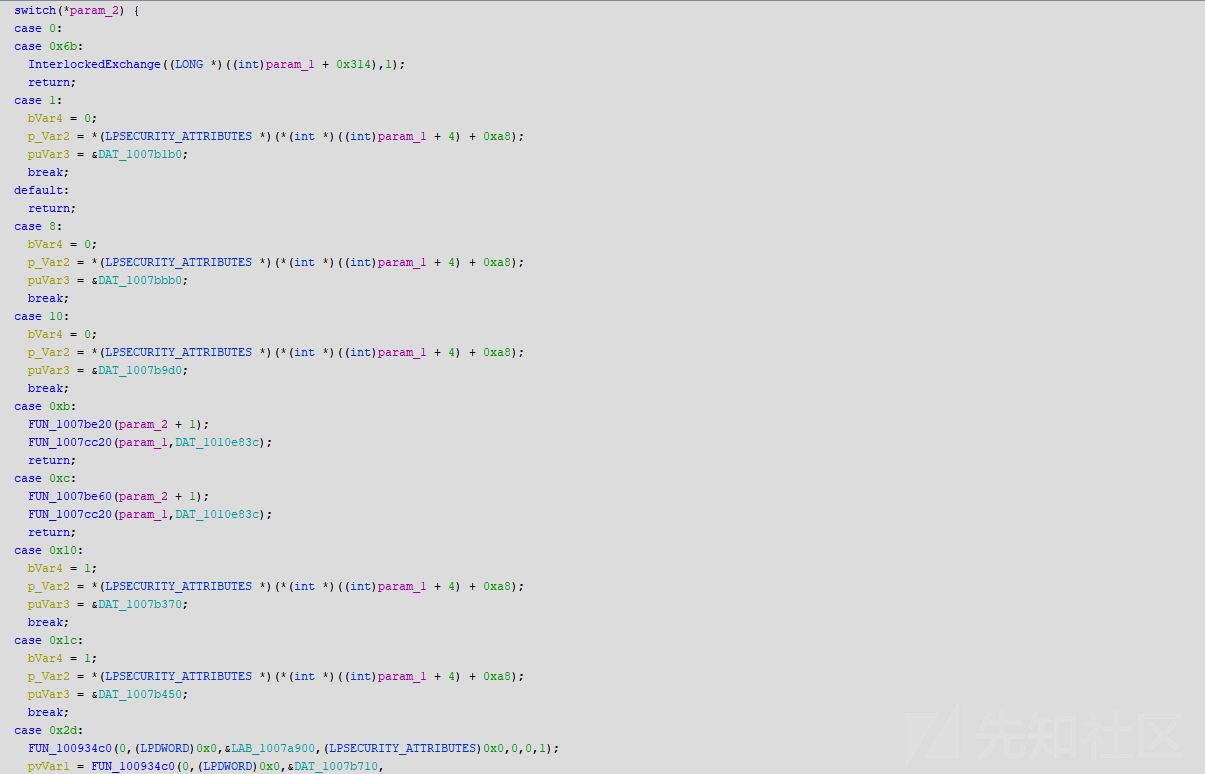 switch(*param_2) {
case 0:
case 0x6b:
  InterlockedExchange((LONG *)((int)param_1 + 0x314),1);
  return;
case 1:
  bVar4 = 0;
  p_Var2 = *(LPSECURITY_ATTRIBUTES *)(*(int *)((int)param_1 + 4) + 0xa8);
  puVar3 = &DAT_1007b1b0;
  break;
default:
  return;
case 8:
  bVar4 = 0;
  p_Var2 = *(LPSECURITY_ATTRIBUTES *)(*(int *)((int)param_1 + 4) + 0xa8);
  puVar3 = &DAT_1007bbb0;
  break;
case 10:
  bVar4 = 0;
  p_Var2 = *(LPSECURITY_ATTRIBUTES *)(*(int *)((int)param_1 + 4) + 0xa8);
  puVar3 = &DAT_1007b9d0;
  break;
case 0xb:
  FUN_1007be20(param_2 + 1);
  FUN_1007cc20(param_1,DAT_1010e83c);
  return;
case 0xc:
  FUN_1007be60(param_2 + 1);
  FUN_1007cc20(param_1,DAT_1010e83c);
  return;
case 0x10:
  bVar4 = 1;
  p_Var2 = *(LPSECURITY_ATTRIBUTES *)(*(int *)((int)param_1 + 4) + 0xa8);
  puVar3 = &DAT_1007b370;
  break;
case 0x1c:
  bVar4 = 1;
  p_Var2 = *(LPSECURITY_ATTRIBUTES *)(*(int *)((int)param_1 + 4) + 0xa8);
  puVar3 = &DAT_1007b450;
  break;
case 0x2d:
  FUN_100934c0(0,(LPDWORD)0x0,&LAB_1007a900,(LPSECURITY_ATTRIBUTES)0x0,0,0,1);
  pvVar1 = FUN_100934c0(0,(LPDWORD)0x0,&DAT_1007b710,
先知社区